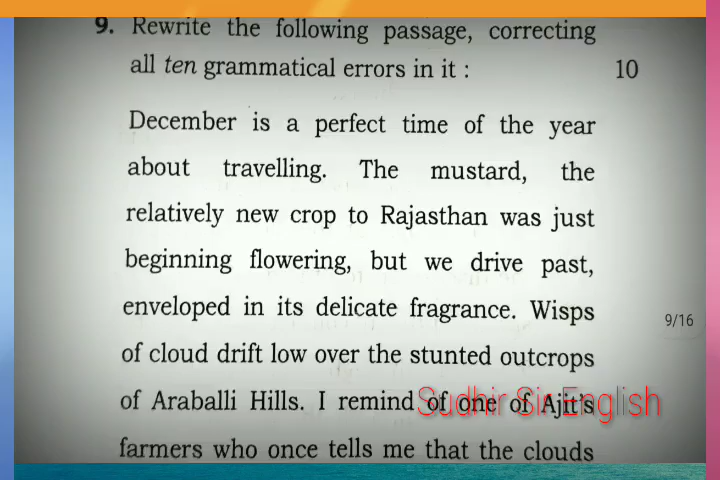 9. Rewrite the following passage, correcting
all ten grammatical errors in it : 10
December is a perfect time of the year
about travelling. The mustard, the
relatively new crop to Rajasthan was just
beginning flowering, but we drive past,
enveloped in its delicate fragrance. Wisps
9/16
of cloud drift low over the stunted outcrops
of Araballi Hills. I remind of one of Ajit's
Sudhir Sir English
farmers who once tells me that the clouds